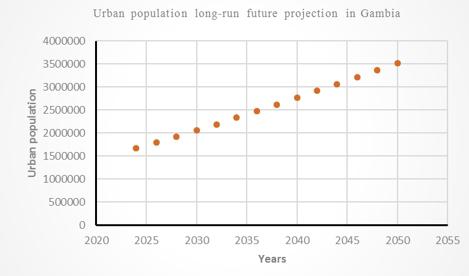 Urban population long-run future projection in Gambia
4000000
3500000
3000000
2500000
2000000
1500000
1000000
500000
0
Urban population
2020 2025 2030 2035 2040 2045 2050 2055
Years